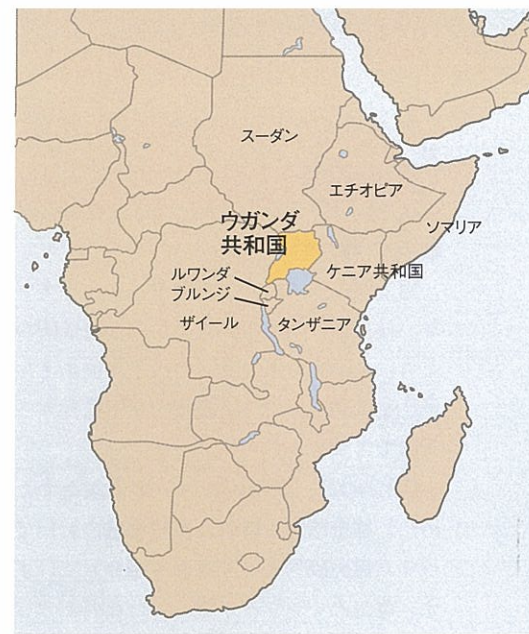 スーダン
エチオピア
ウガンダ
共和国
ソマリア
ルワンダ
ケニア共和国
ブルンジ
ザイール
タンザニア